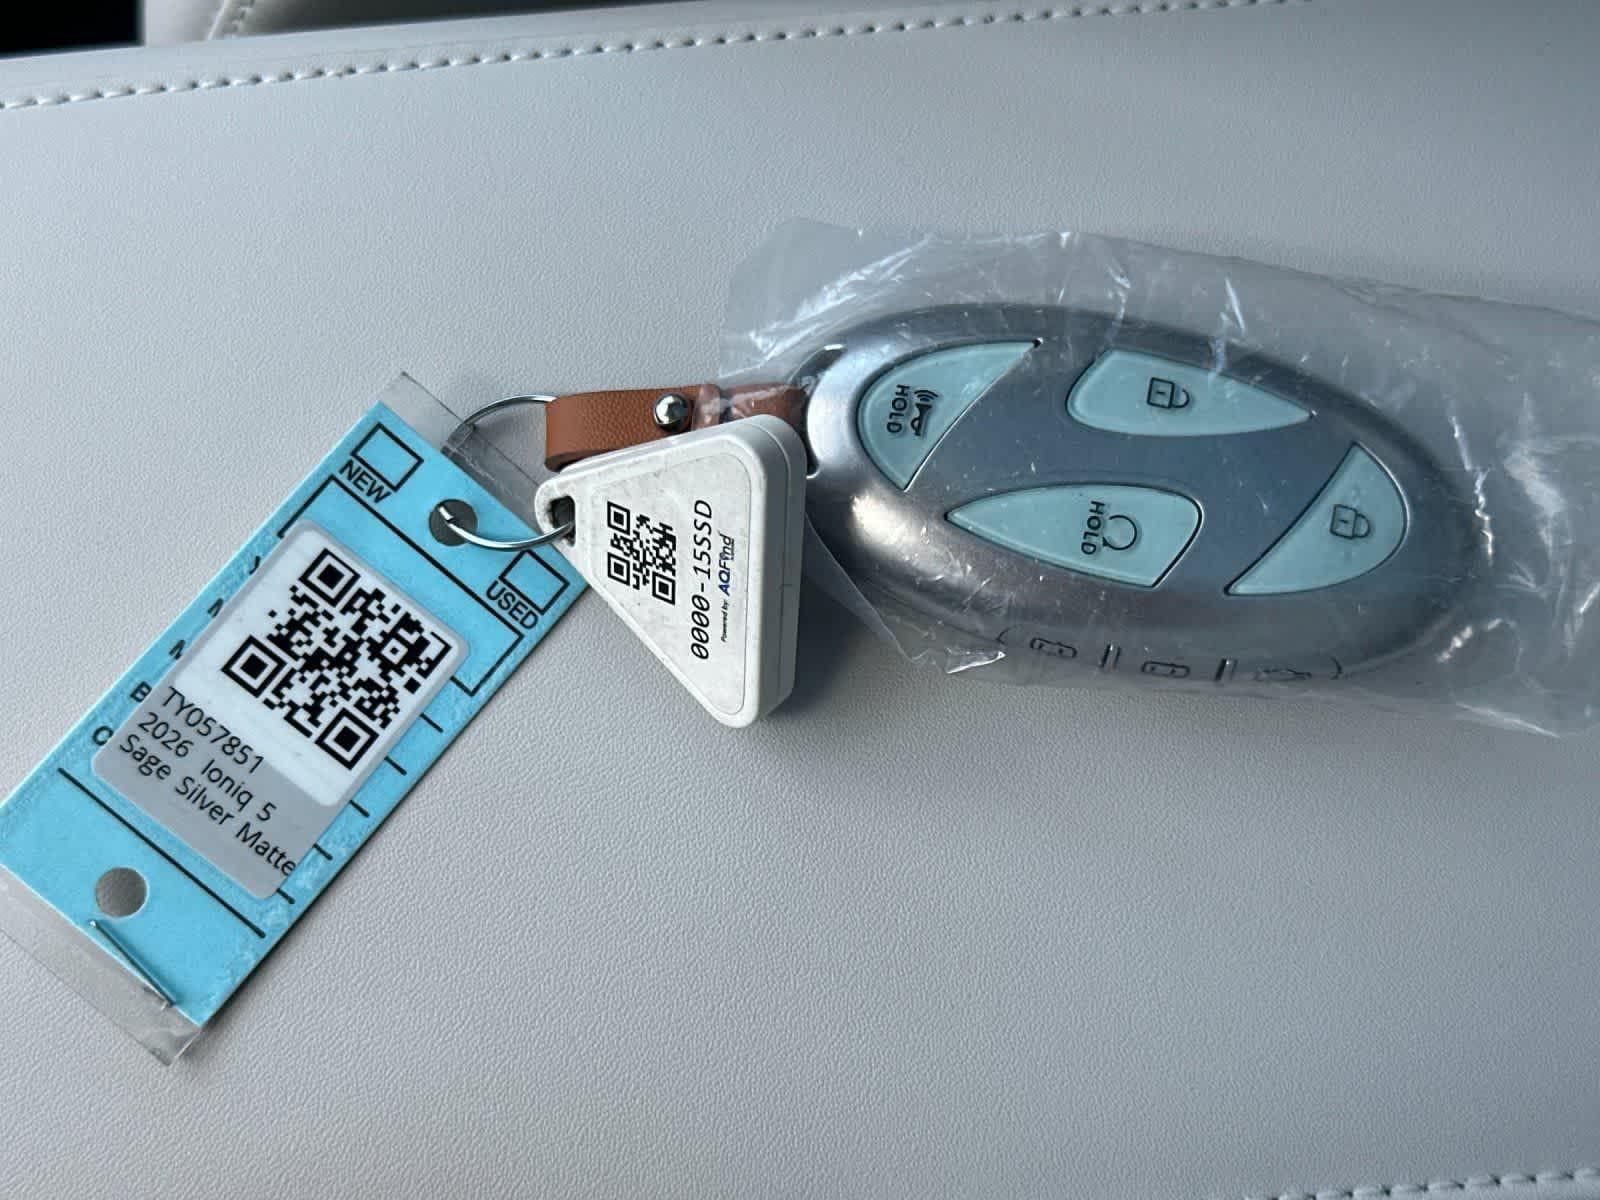 NEW
USED
B
C
TY057851
2026 Ioniq 5
Sage Silver Matte
0000-15SSD
Powered by AQFind
HOLD
HOLD